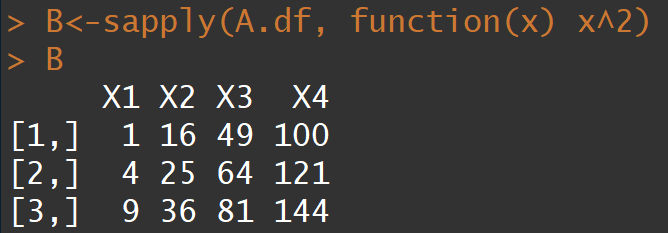 > B<-sapply(A.df, function(x) x^2)
> B
     X1 X2 X3  X4
[1,]  1 16 49 100
[2,]  4 25 64 121
[3,]  9 36 81 144